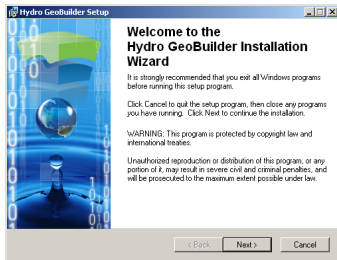 Hydro GeoBuilder Setup
Welcome to the
Hydro GeoBuilder Installation
Wizard
It is strongly recommended that you exit all Windows programs
before running this setup program.
Click Cancel to quit the setup program, then close any programs
you have running. Click Next to continue the installation.
WARNING: This program is protected by copyright law and
international treaties.
Unauthorized reproduction or distribution of this program, or any
portion of it, may result in severe civil and criminal penalties, and
will be prosecuted to the maximum extent possible under law.
< Back
Next >
Cancel